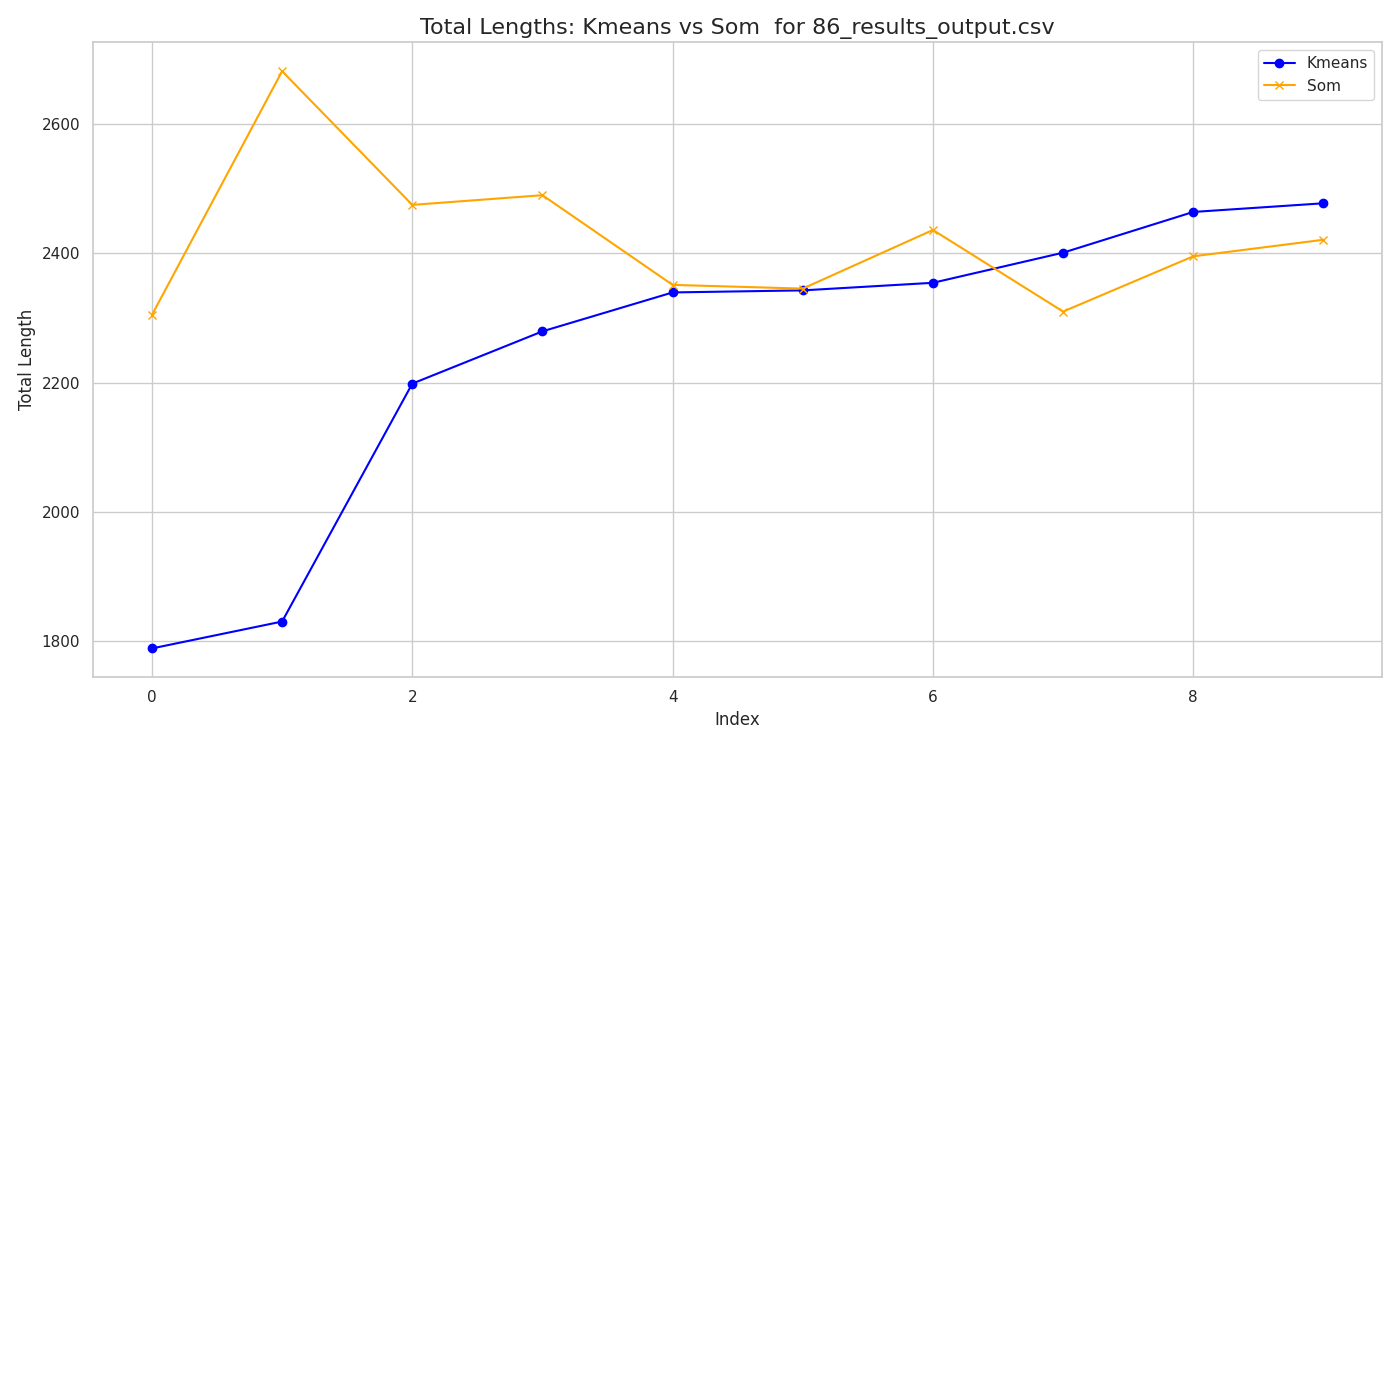 Total Lengths: Kmeans vs Som  for 86_results_output.csv
Kmeans
Som
2600
2400
2200
2000
1800
Total Length
0 2 4 6 8
Index